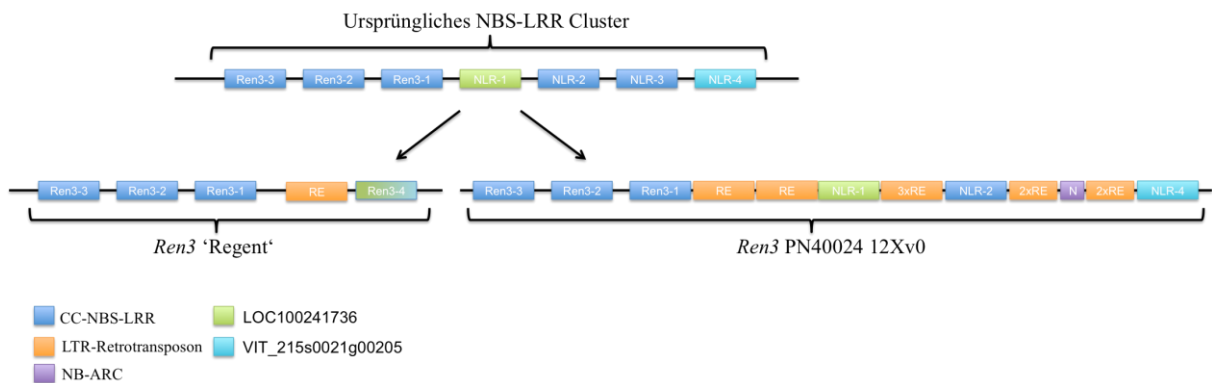 Ursprüngliches NBS-LRR Cluster
Ren3-3 Ren3-2 Ren3-1 NLR-1 NLR-2 NLR-3 NLR-4
Ren3-3 Ren3-2 Ren3-1 RE Ren3-4
Ren3-3 Ren3-2 Ren3-1 RE RE NLR-1 3xRE NLR-2 2xRE N 2xRE NLR-4
Ren3 ‘Regent‘
Ren3 PN40024 12Xv0
CC-NBS-LRR
LOC100241736
LTR-Retrotransposon
VIT_215s0021g00205
NB-ARC